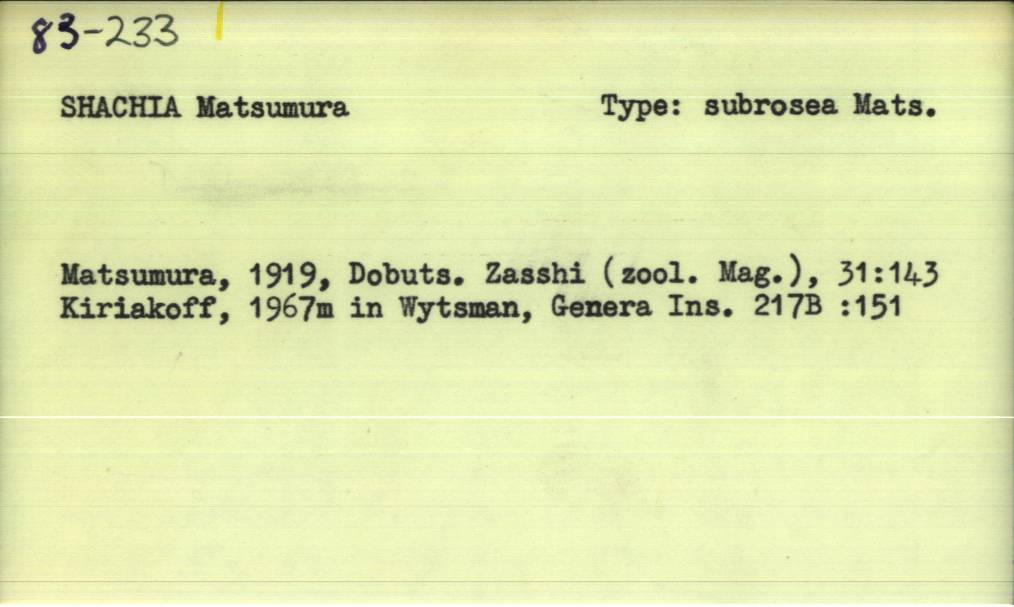 83-233
SHACHIA Matsumura Type: subrosea Mats.
Matsumura, 1919, Dobuts. Zasshi (zool. Mag.), 31:143
Kiriakoff, 1967m in Wytsman, Genera Ins. 217B :151